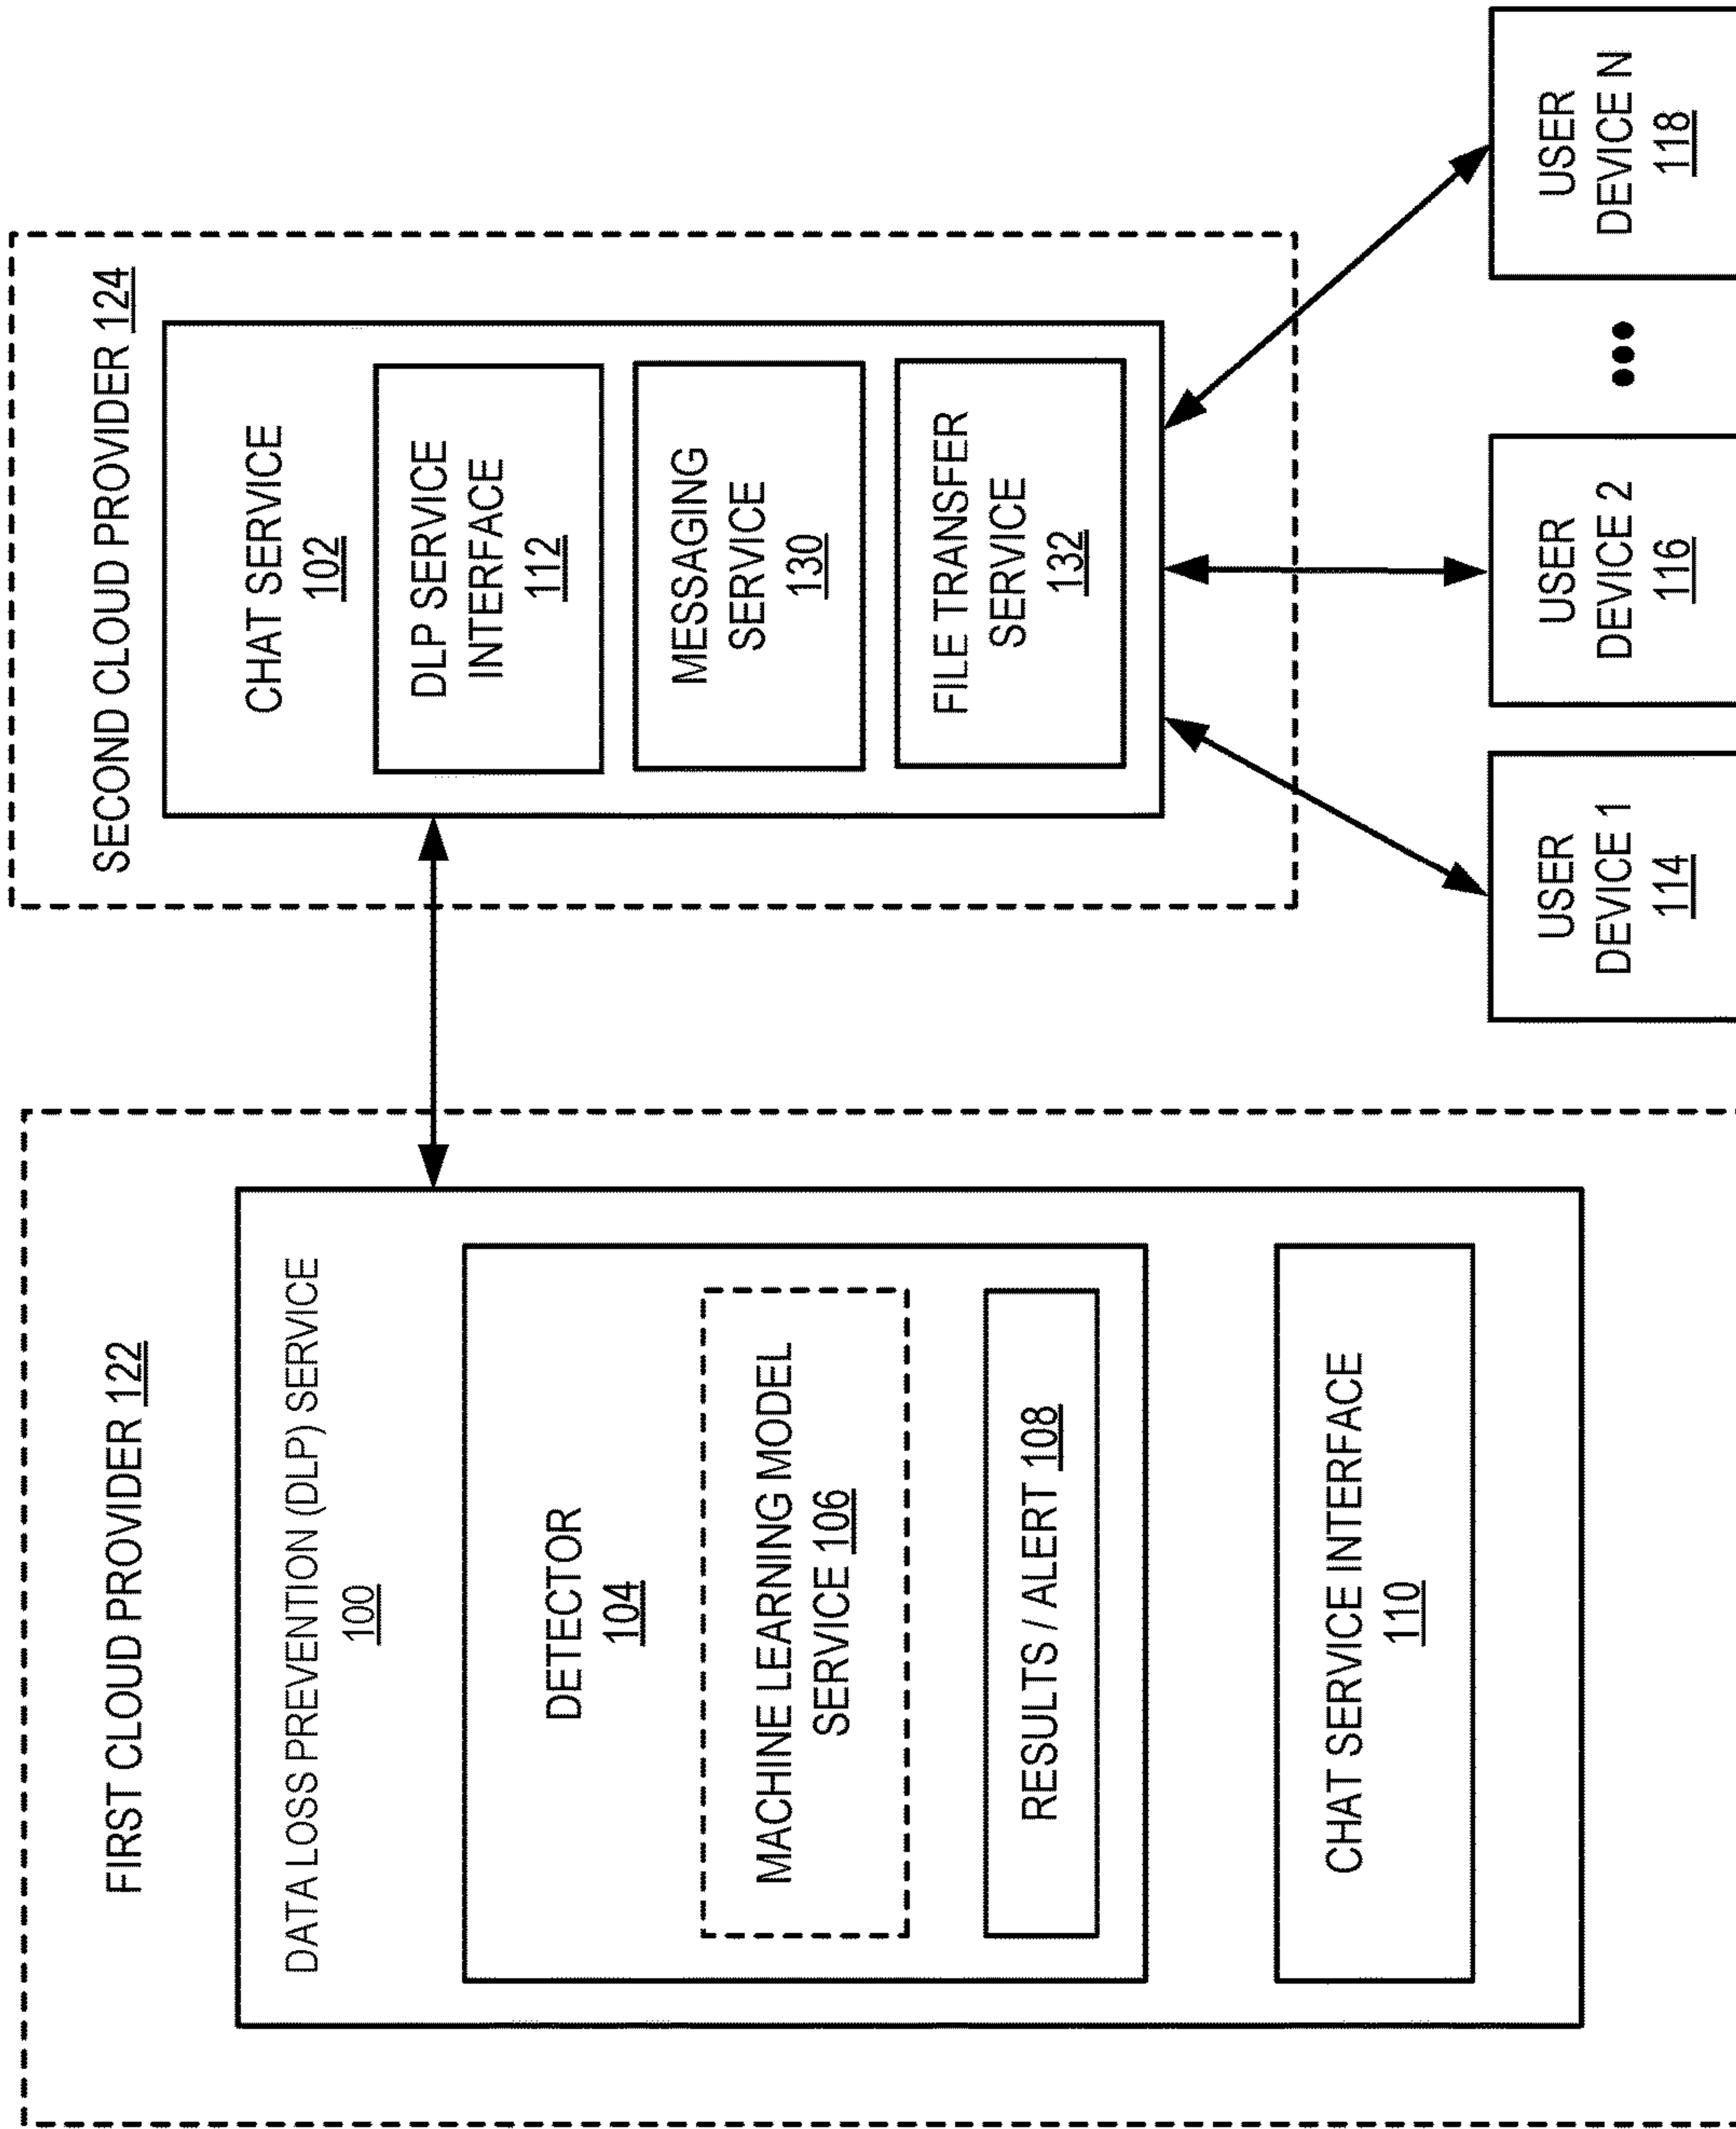 FIRST CLOUD PROVIDER 122
DATA LOSS PREVENTION (DLP) SERVICE
100
DETECTOR
104
MACHINE LEARNING MODEL
SERVICE 106
RESULTS / ALERT 108
CHAT SERVICE INTERFACE
110
SECOND CLOUD PROVIDER 124
CHAT SERVICE
102
DLP SERVICE
INTERFACE
112
MESSAGING
SERVICE
130
FILE TRANSFER
SERVICE
132
USER
DEVICE 1
114
USER
DEVICE 2
116
USER
DEVICE N
118